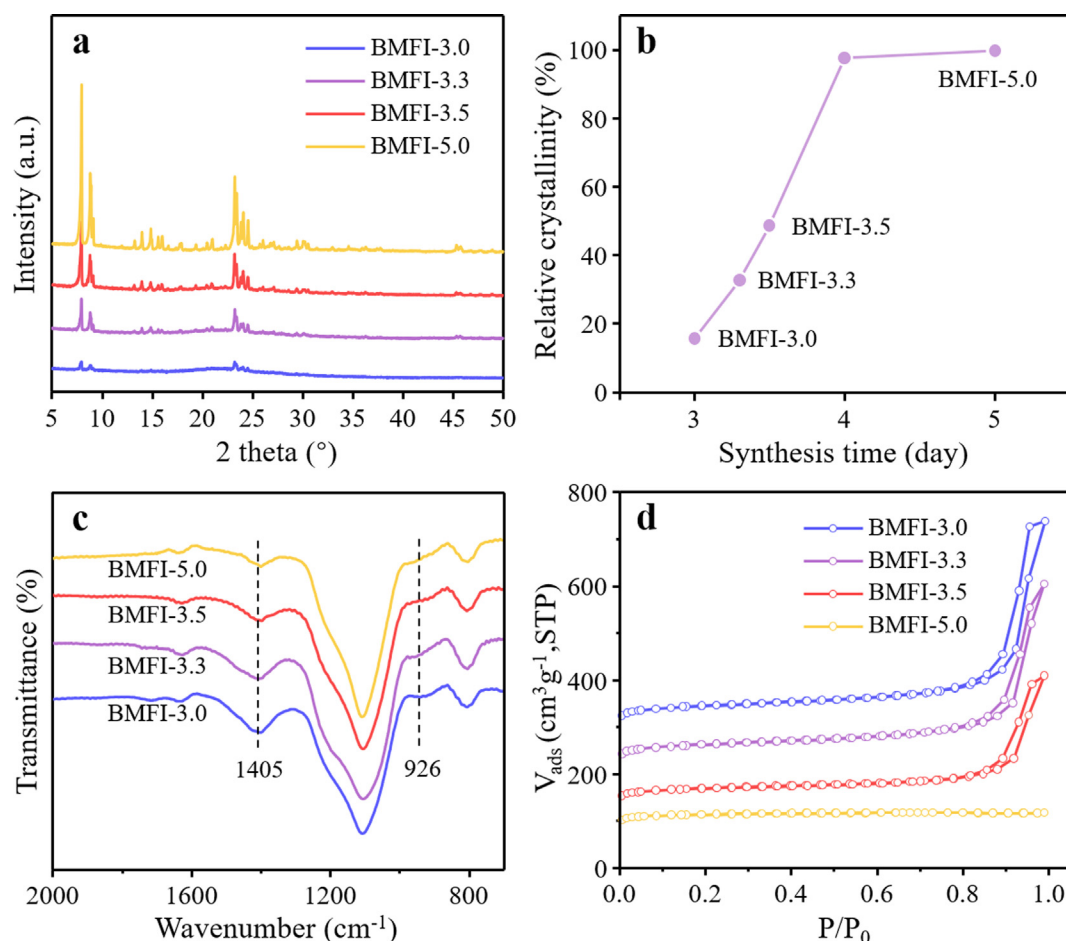 a
BMFI-3.0
BMFI-3.3
BMFI-3.5
BMFI-5.0
Intensity (a.u.)
5 10 15 20 25 30 35 40 45 50
2 theta (°)
b
100
80
60
40
20
0
Relative crystallinity (%)
BMFI-5.0
BMFI-3.5
BMFI-3.3
BMFI-3.0
3 4 5
Synthesis time (day)
c
BMFI-5.0
BMFI-3.5
BMFI-3.3
BMFI-3.0
1405 926
Transmittance (%)
2000 1600 1200 800
Wavenumber (cm⁻¹)
d
800
600
400
200
0
BMFI-3.0
BMFI-3.3
BMFI-3.5
BMFI-5.0
V_ads (cm³g⁻¹,STP)
0.0 0.2 0.4 0.6 0.8 1.0
P/P₀